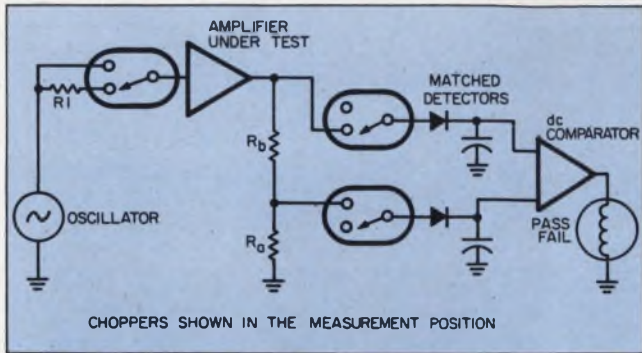 AMPLIFIER
UNDER TEST
R1
MATCHED
DETECTORS
dc
COMPARATOR
Rb
OSCILLATOR
Ra
PASS
FAIL
CHOPPERS SHOWN IN THE MEASUREMENT POSITION